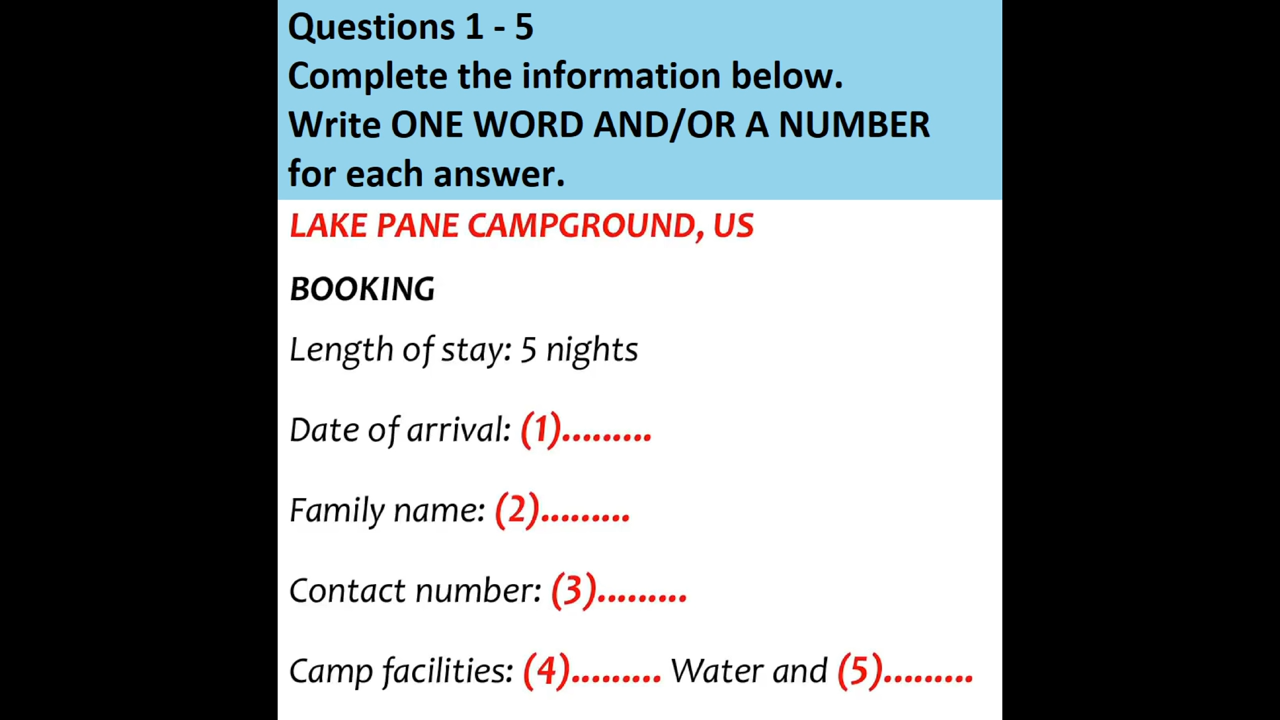 Questions 1 - 5
Complete the information below.
Write ONE WORD AND/OR A NUMBER
for each answer.
LAKE PANE CAMPGROUND, US
BOOKING
Length of stay: 5 nights
Date of arrival: (1).........
Family name: (2).........
Contact number: (3).........
Camp facilities: (4)......... Water and (5).........